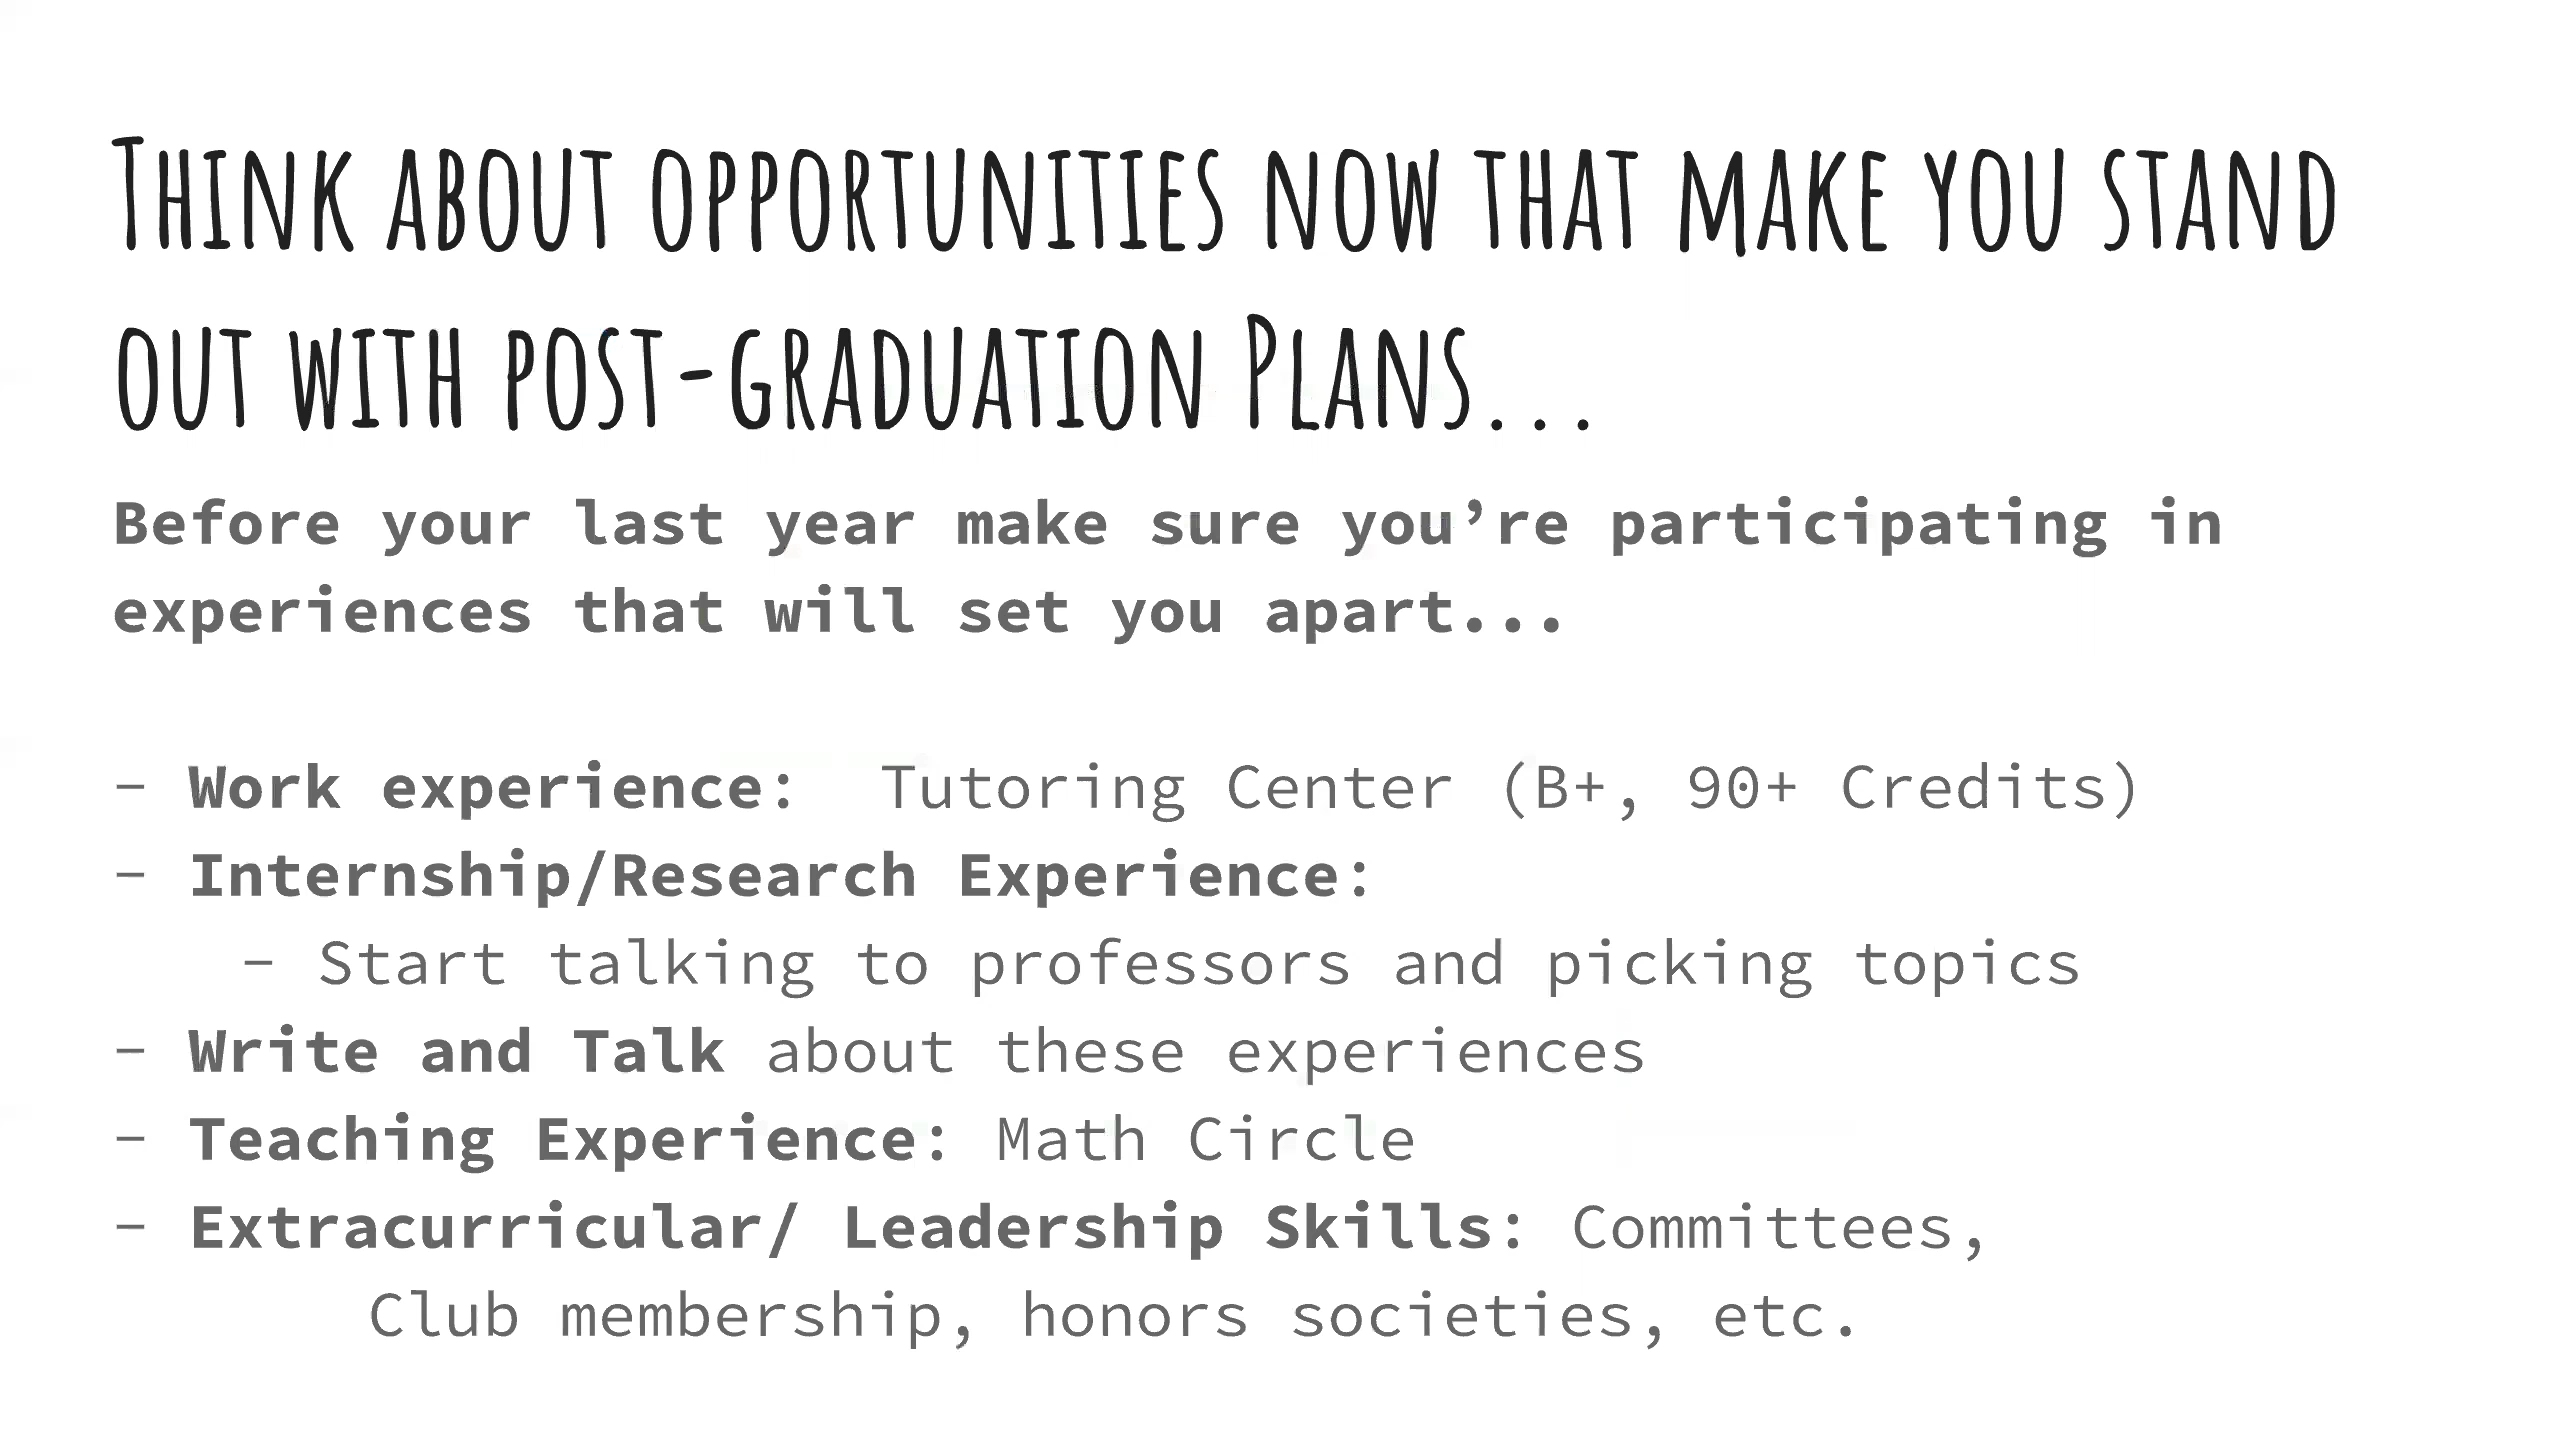 Think about opportunities now that make you stand
out with post-graduation Plans...
Before your last year make sure you’re participating in
experiences that will set you apart...
- Work experience:  Tutoring Center (B+, 90+ Credits)
- Internship/Research Experience:
- Start talking to professors and picking topics
- Write and Talk about these experiences
- Teaching Experience: Math Circle
- Extracurricular/ Leadership Skills: Committees,
Club membership, honors societies, etc.